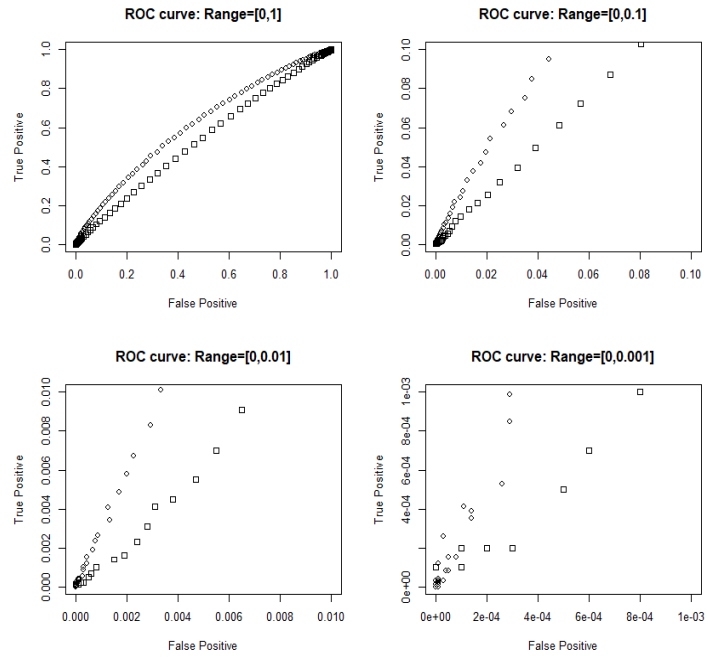 ROC curve: Range=[0,1]
True Positive
0.0 0.2 0.4 0.6 0.8 1.0
0.0 0.2 0.4 0.6 0.8 1.0
False Positive
ROC curve: Range=[0,0.1]
True Positive
0.00 0.02 0.04 0.06 0.08 0.10
0.00 0.02 0.04 0.06 0.08 0.10
False Positive
ROC curve: Range=[0,0.01]
True Positive
0.000 0.002 0.004 0.006 0.008 0.010
0.000 0.002 0.004 0.006 0.008 0.010
False Positive
ROC curve: Range=[0,0.001]
True Positive
0e+00 4e-04 8e-04 1e-03
0e+00 2e-04 4e-04 6e-04 8e-04 1e-03
False Positive